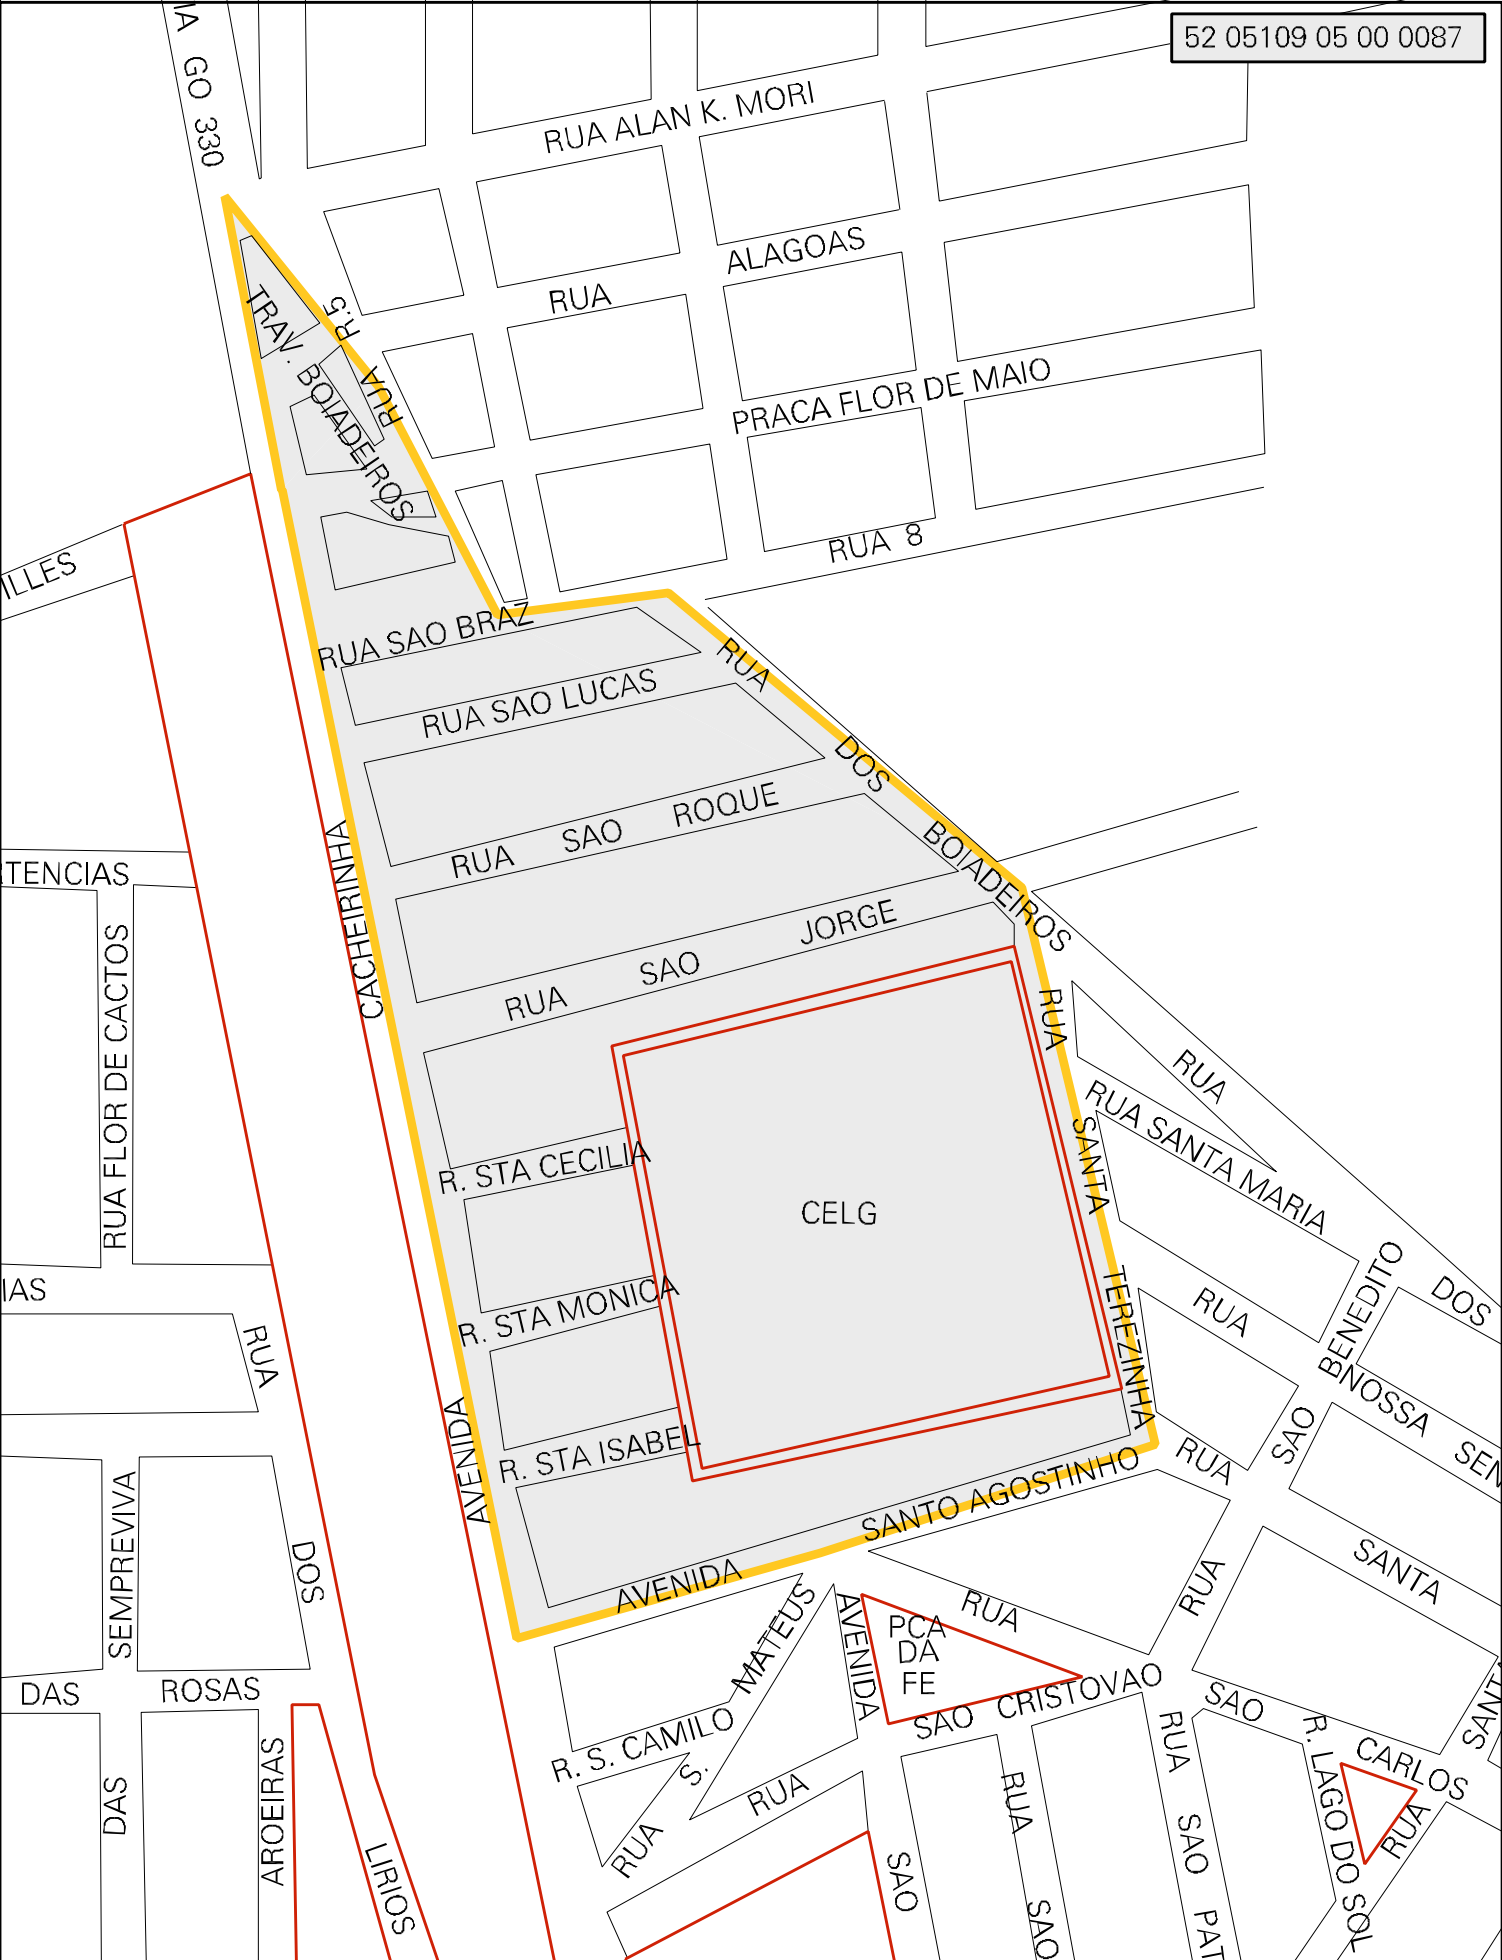 52 05109 05 00 0087
GO 330
RUA ALAN K. MORI
RUA ALAGOAS
TRAV. BOIADEIROS
RUA R.5
PRACA FLOR DE MAIO
RUA 8
ILLES
RUA SAO BRAZ
RUA SAO LUCAS
RUA DOS BOIADEIROS
RUA SAO ROQUE
RTENCIAS
AVENIDA CACHEIRINHA
RUA FLOR DE CACTOS
RUA SAO JORGE
RUA SANTA TEREZINHA
RUA DOS
RUA SANTA MARIA
R. STA CECILIA
CELG
IAS
R. STA MONICA
RUA DOS LIRIOS
RUA NOSSA SEN
RUA SAO BENEDITO
R. STA ISABEL
RUA SANTA
AVENIDA SANTO AGOSTINHO
SEMPREVIVA
DAS
DAS ROSAS
AROEIRAS
RUA S. MATEUS
R. S. CAMILO
RUA
AVENIDA SAO
PCA
DA
FE
RUA
SAO CRISTOVAO
RUA SAO
RUA SAO PAT
SAO CARLOS
R. LAGO DO SOL
RUA
SANT